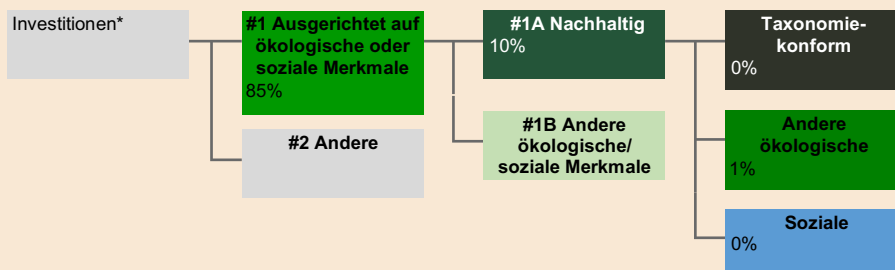 Investitionen*
#1 Ausgerichtet auf
ökologische oder
soziale Merkmale
85%
#2 Andere
#1A Nachhaltig
10%
#1B Andere
ökologische/
soziale Merkmale
Taxonomie-
konform
0%
Andere
ökologische
1%
Soziale
0%